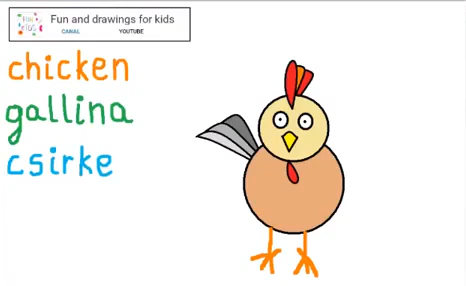 Fun and drawings for kids
CANAL YOUTUBE
chicken
gallina
csirke